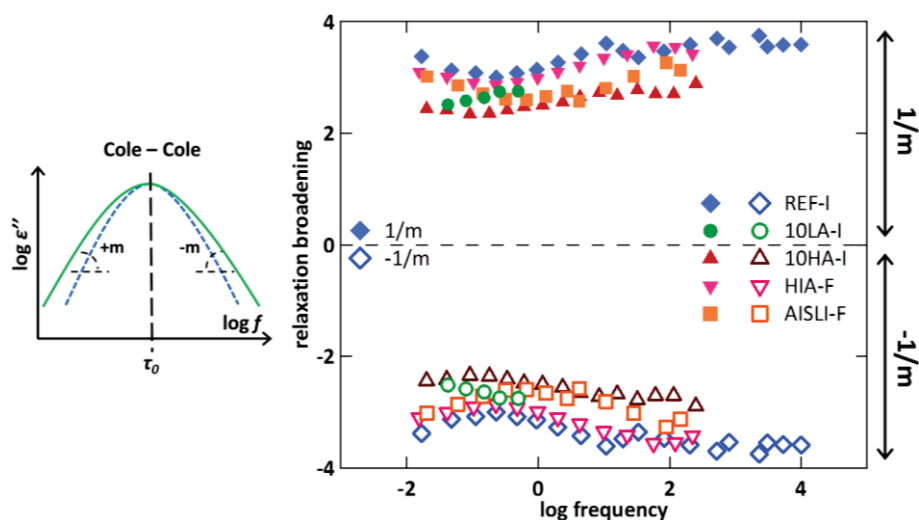 Cole – Cole
log ε''
+m
-m
log f
τ₀
relaxation broadening
4
2
0
-2
-4
1/m
-1/m
REF-I
10LA-I
10HA-I
HIA-F
AISLI-F
-2
0
2
4
log frequency
1/m
-1/m